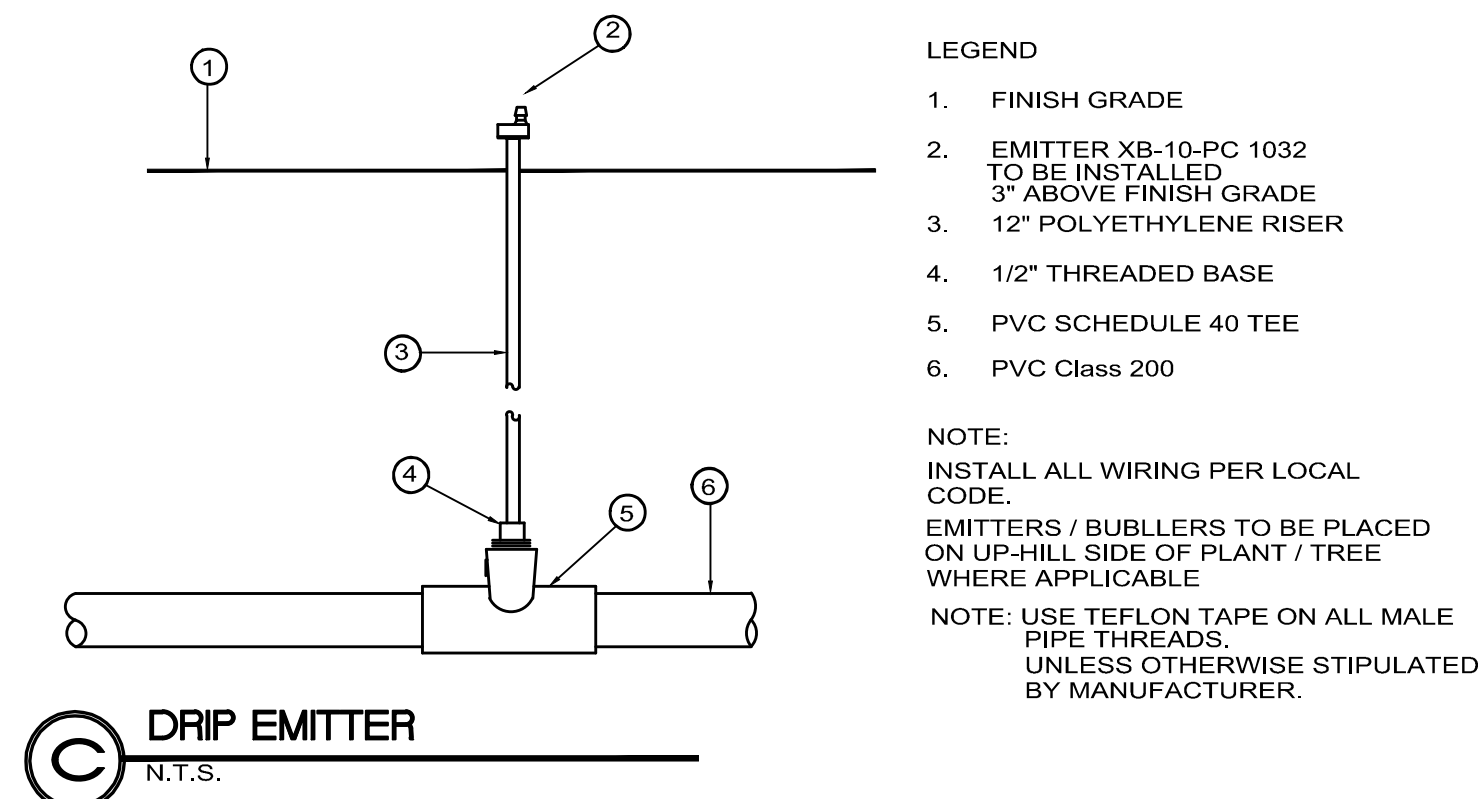 1
2
3
4
5
6
LEGEND
1. FINISH GRADE
2. EMITTER XB-10-PC 1032
TO BE INSTALLED
3" ABOVE FINISH GRADE
3. 12" POLYETHYLENE RISER
4. 1/2" THREADED BASE
5. PVC SCHEDULE 40 TEE
6. PVC Class 200
NOTE:
INSTALL ALL WIRING PER LOCAL
CODE.
EMITTERS / BUBLLERS TO BE PLACED
ON UP-HILL SIDE OF PLANT / TREE
WHERE APPLICABLE
NOTE: USE TEFLON TAPE ON ALL MALE
PIPE THREADS.
UNLESS OTHERWISE STIPULATED
BY MANUFACTURER.
C
DRIP EMITTER
N.T.S.